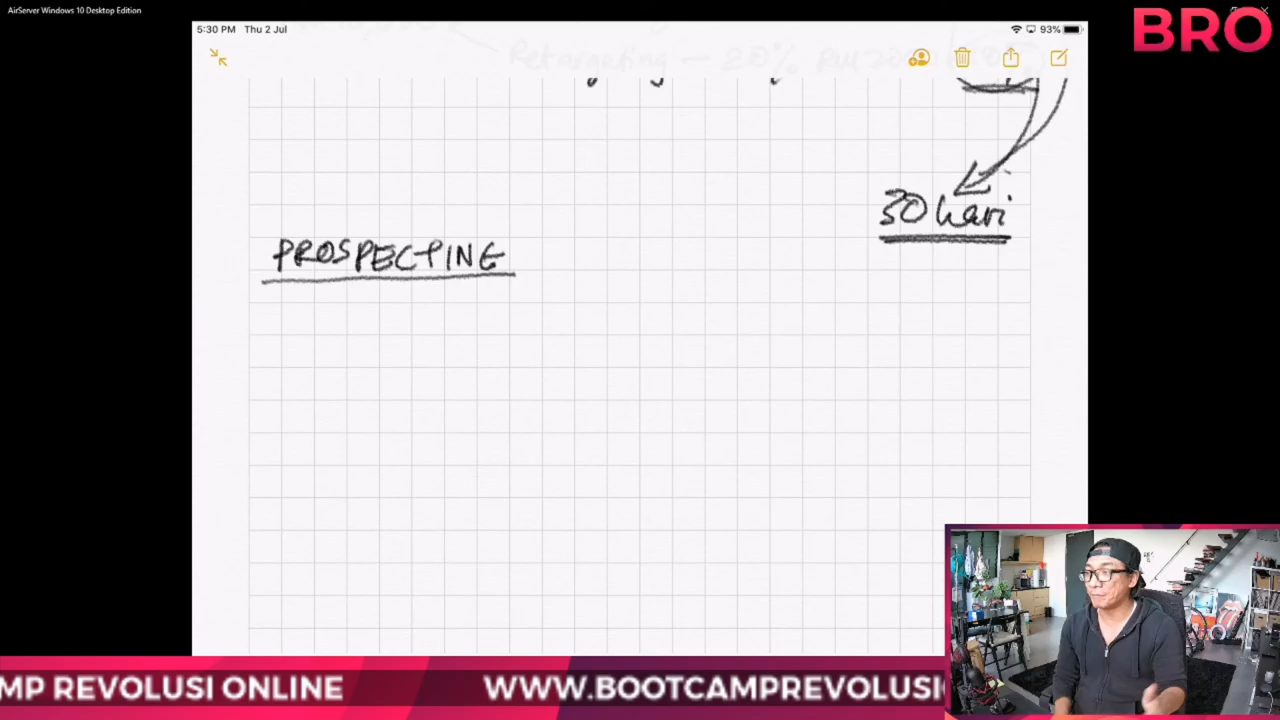 AirServer Windows 10 Desktop Edition
BRO
5:30 PM Thu 2 Jul
93%
Retargeting —
30 hari
PROSPECTING
MP REVOLUSI ONLINE
WWW.BOOTCAMPREVOLUSI